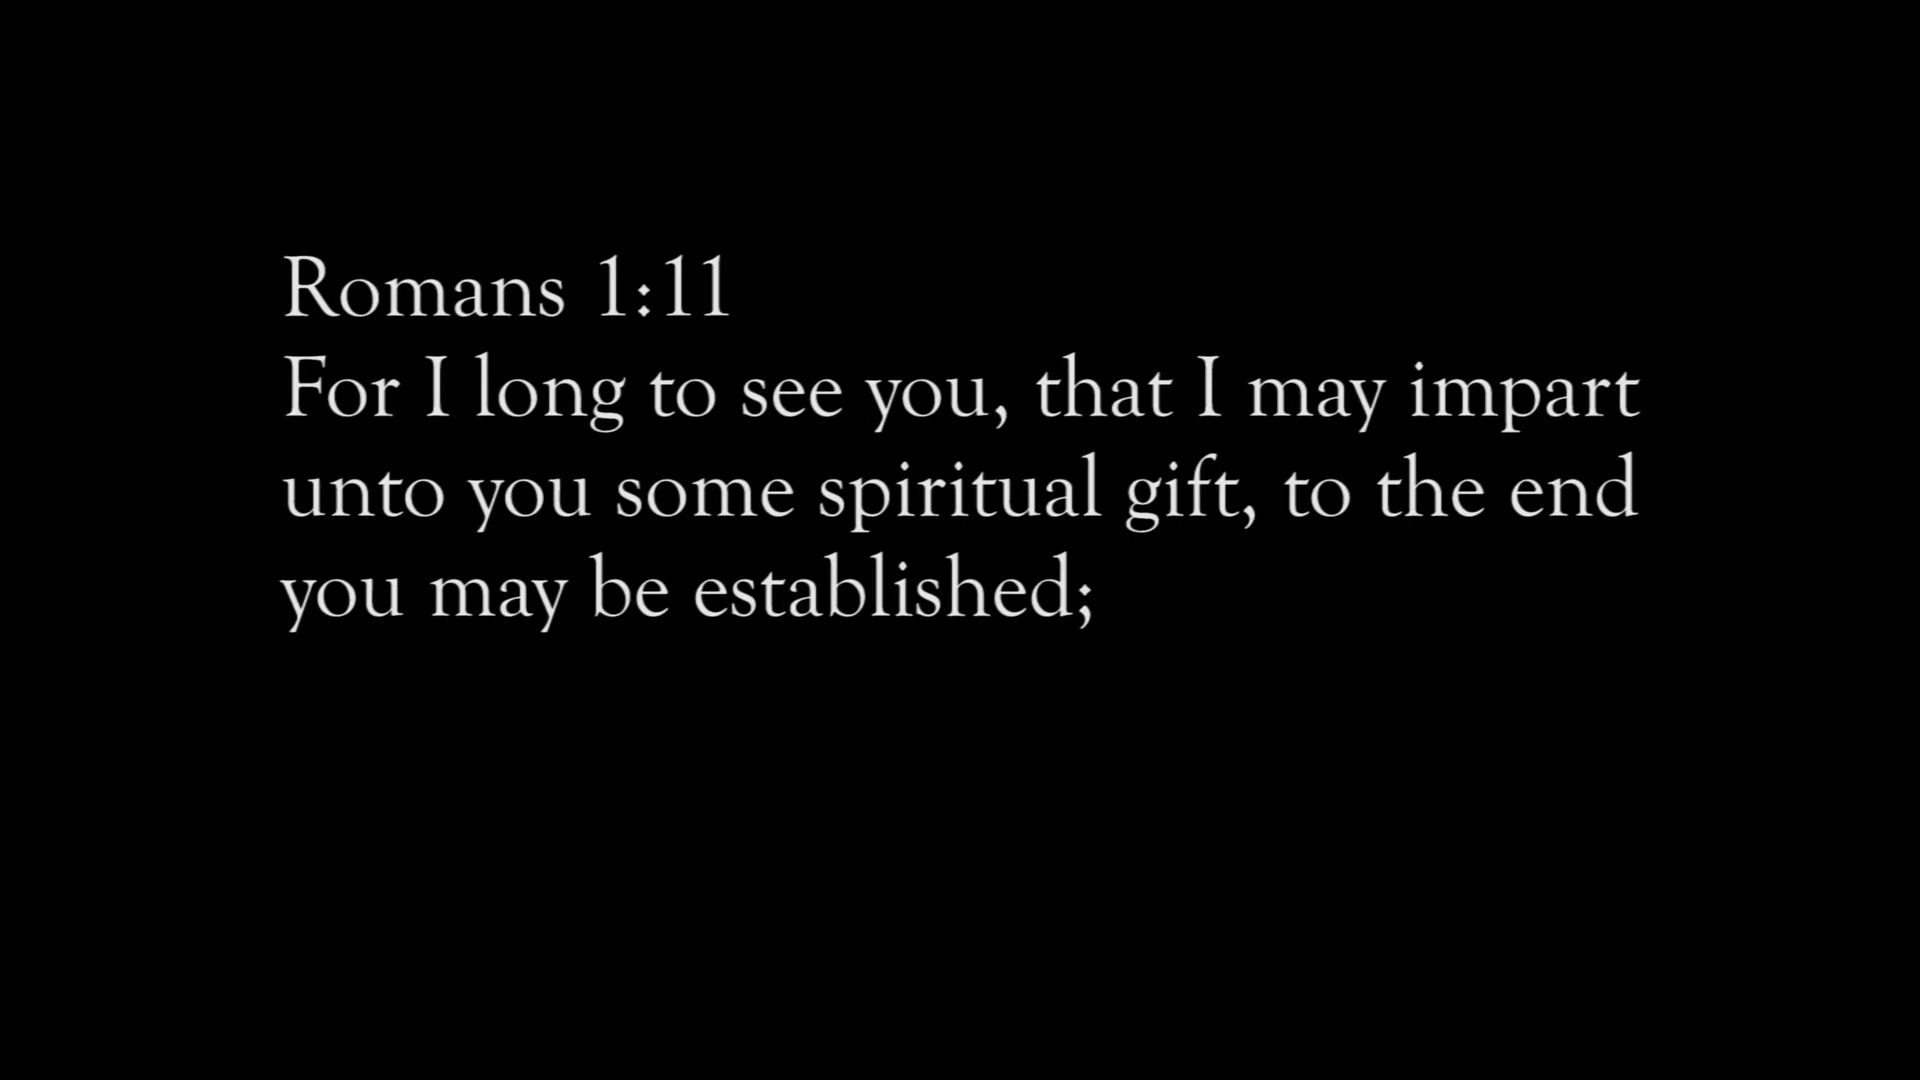 Romans 1:11
For I long to see you, that I may impart
unto you some spiritual gift, to the end
you may be established;